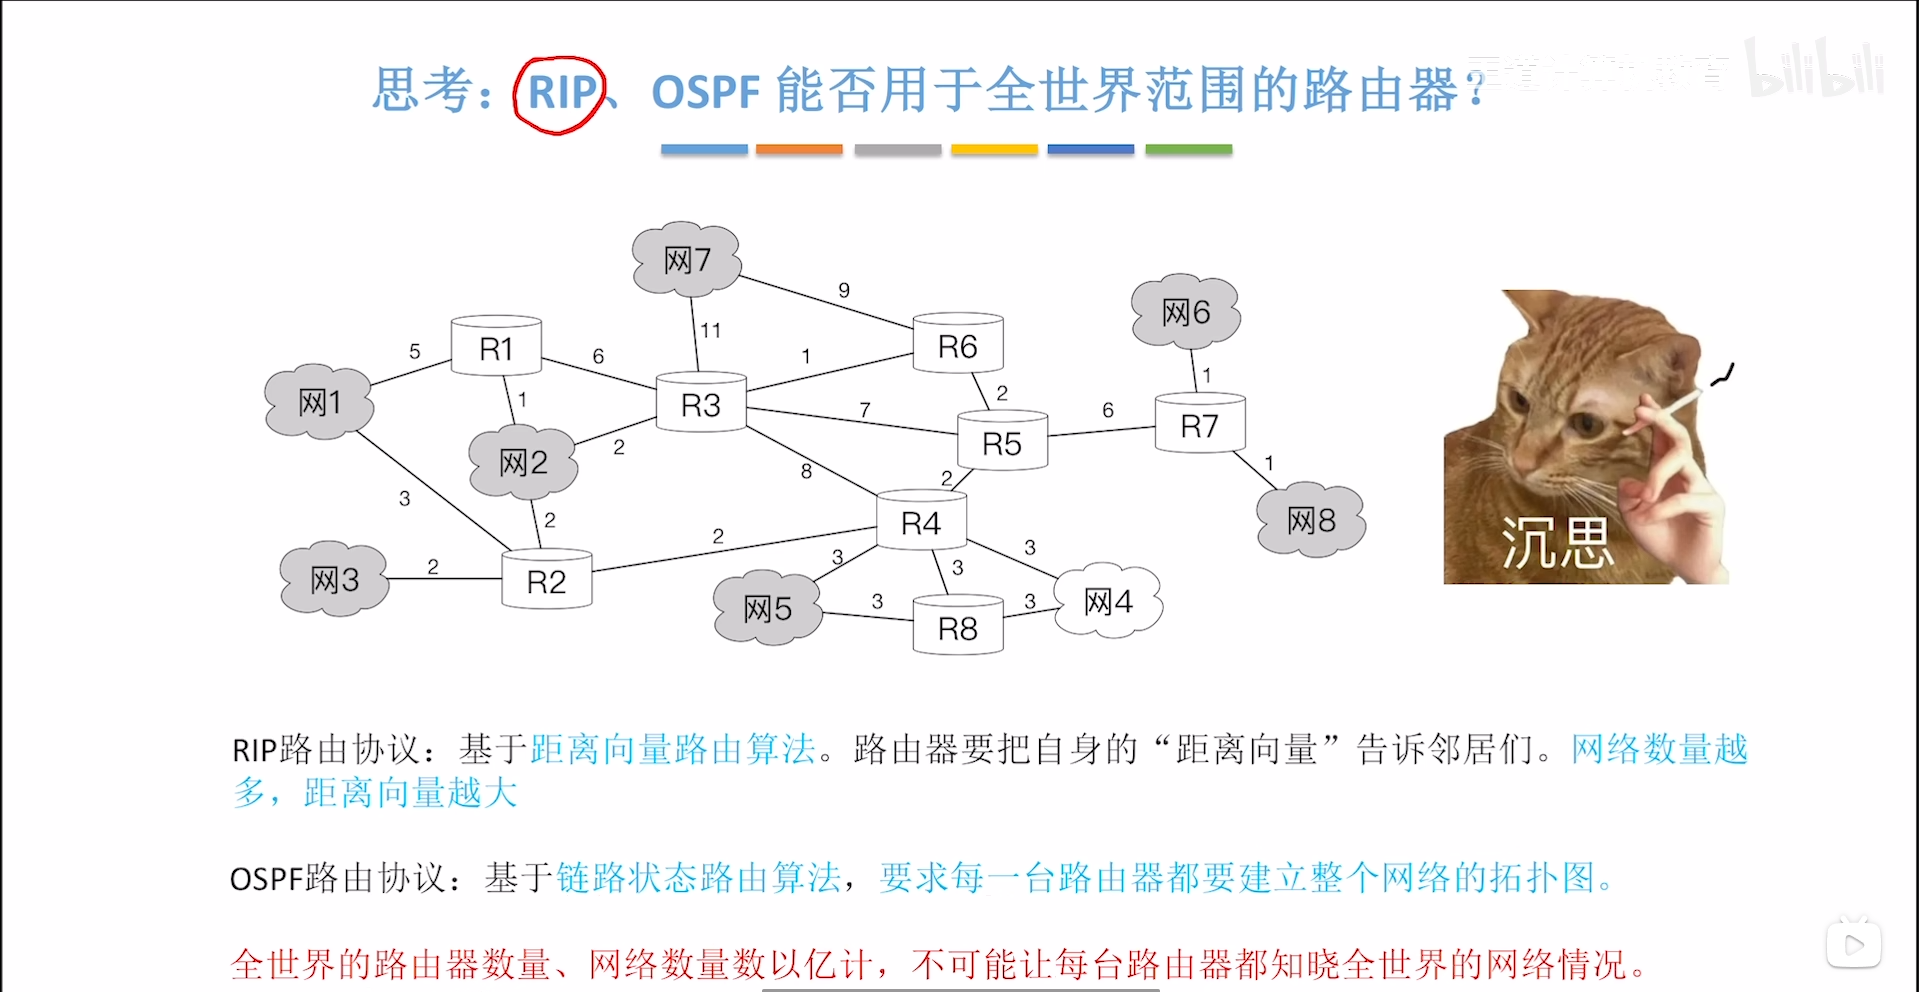 思考：RIP、OSPF 能否用于全世界范围的路由器？
bilibili
网7
9
网6
11
R1
R6
5
6
1
1
网1
R3
2
1
7
6
R7
R5
2
网2
8
2
1
3
网8
2
R4
2
沉思
3
3
网3
2
R2
3
网5
3
3
网4
R8
RIP路由协议：基于距离向量路由算法。路由器要把自身的“距离向量”告诉邻居们。网络数量越
多，距离向量越大
OSPF路由协议：基于链路状态路由算法，要求每一台路由器都要建立整个网络的拓扑图。
全世界的路由器数量、网络数量数以亿计，不可能让每台路由器都知晓全世界的网络情况。